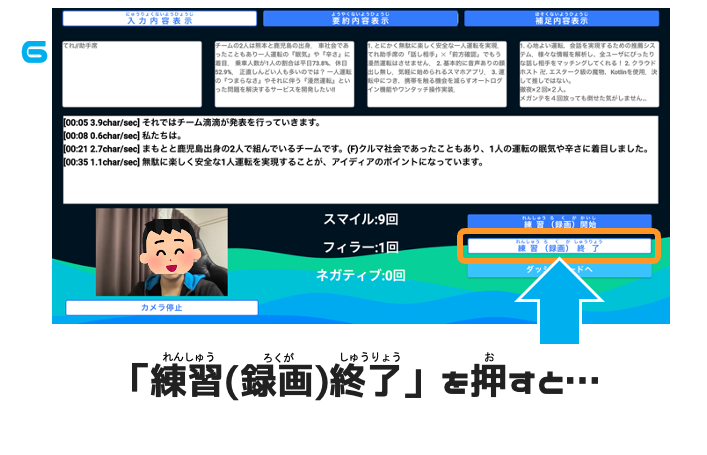 にゅうりょくないようひょうじ
入力内容表示
ようやくないようひょうじ
要約内容表示
ほそくないようひょうじ
補足内容表示
6
てれ/助手席
チームの2人は熊本と鹿児島の出身、車社会であ
ったこともあり一人運転の『眠気』や『辛さ』に
着目、乗車人数が1人の割合は平日73.8%、休日
52.9%、正直しんどい人も多いのでは？ 一人運転
の『つまらなさ』やそれに伴う『漫然運転』といっ
った問題を解決するサービスを開発したい!!
1. とにかく無駄に楽しく安全な一人運転を実現,
てれ助手席の「話し相手」×「前方確認」でもう
漫然運転はさせません、2. 基本的に音声ありの顔
出し無し、気軽に始められるスマホアプリ, 3. 運
転中につき、携帯を触る機会を減らすオートログ
イン機能やワンタッチ操作実装,
1. 心地よい運転、会話を実現するための推薦シス
テム、様々な情報を解析し、全ユーザにぴったり
な話し相手をマッチングしてくれる！ 2. クラウド
ホスト 卍, エスターク級の魔物, Kotlinを使用、決
して推しではない。
徹夜×2回×2人。
メガンテを４回放っても倒せた気がしません…
[00:05 3.9char/sec] それではチーム滴滴が発表を行っていきます。
[00:08 0.6char/sec] 私たちは。
[00:21 2.7char/sec] まもとと鹿児島出身の2人で組んでいるチームです。(F)クルマ社会であったこともあり、1人の運転の眠気や辛さに着目しました。
[00:35 1.1char/sec] 無駄に楽しく安全な1人運転を実現することが、アイディアのポイントになっています。
スマイル:9回
フィラー:1回
ネガティブ:0回
れんしゅう ろくが かいし
練習（録画）開始
れんしゅう ろくが しゅうりょう
練習（録画）終了
カメラ停止
れんしゅう ろくが しゅうりょう お
「練習(録画)終了」を押すと…